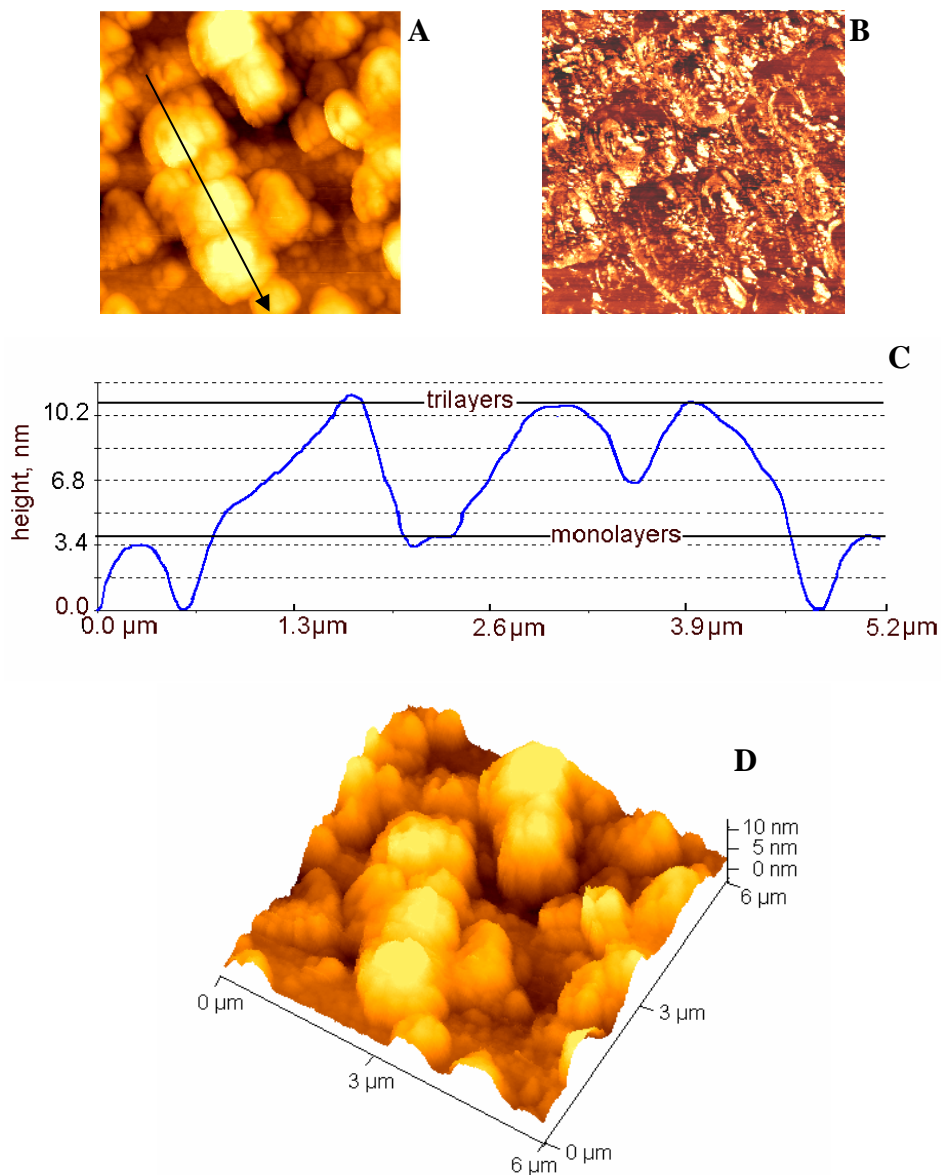 A
B
C
height, nm
10.2
6.8
3.4
0.0
trilayers
monolayers
0.0 µm
1.3µm
2.6µm
3.9µm
5.2µm
D
10 nm
5 nm
0 nm
6 µm
0 µm
3 µm
3 µm
0 µm
6 µm